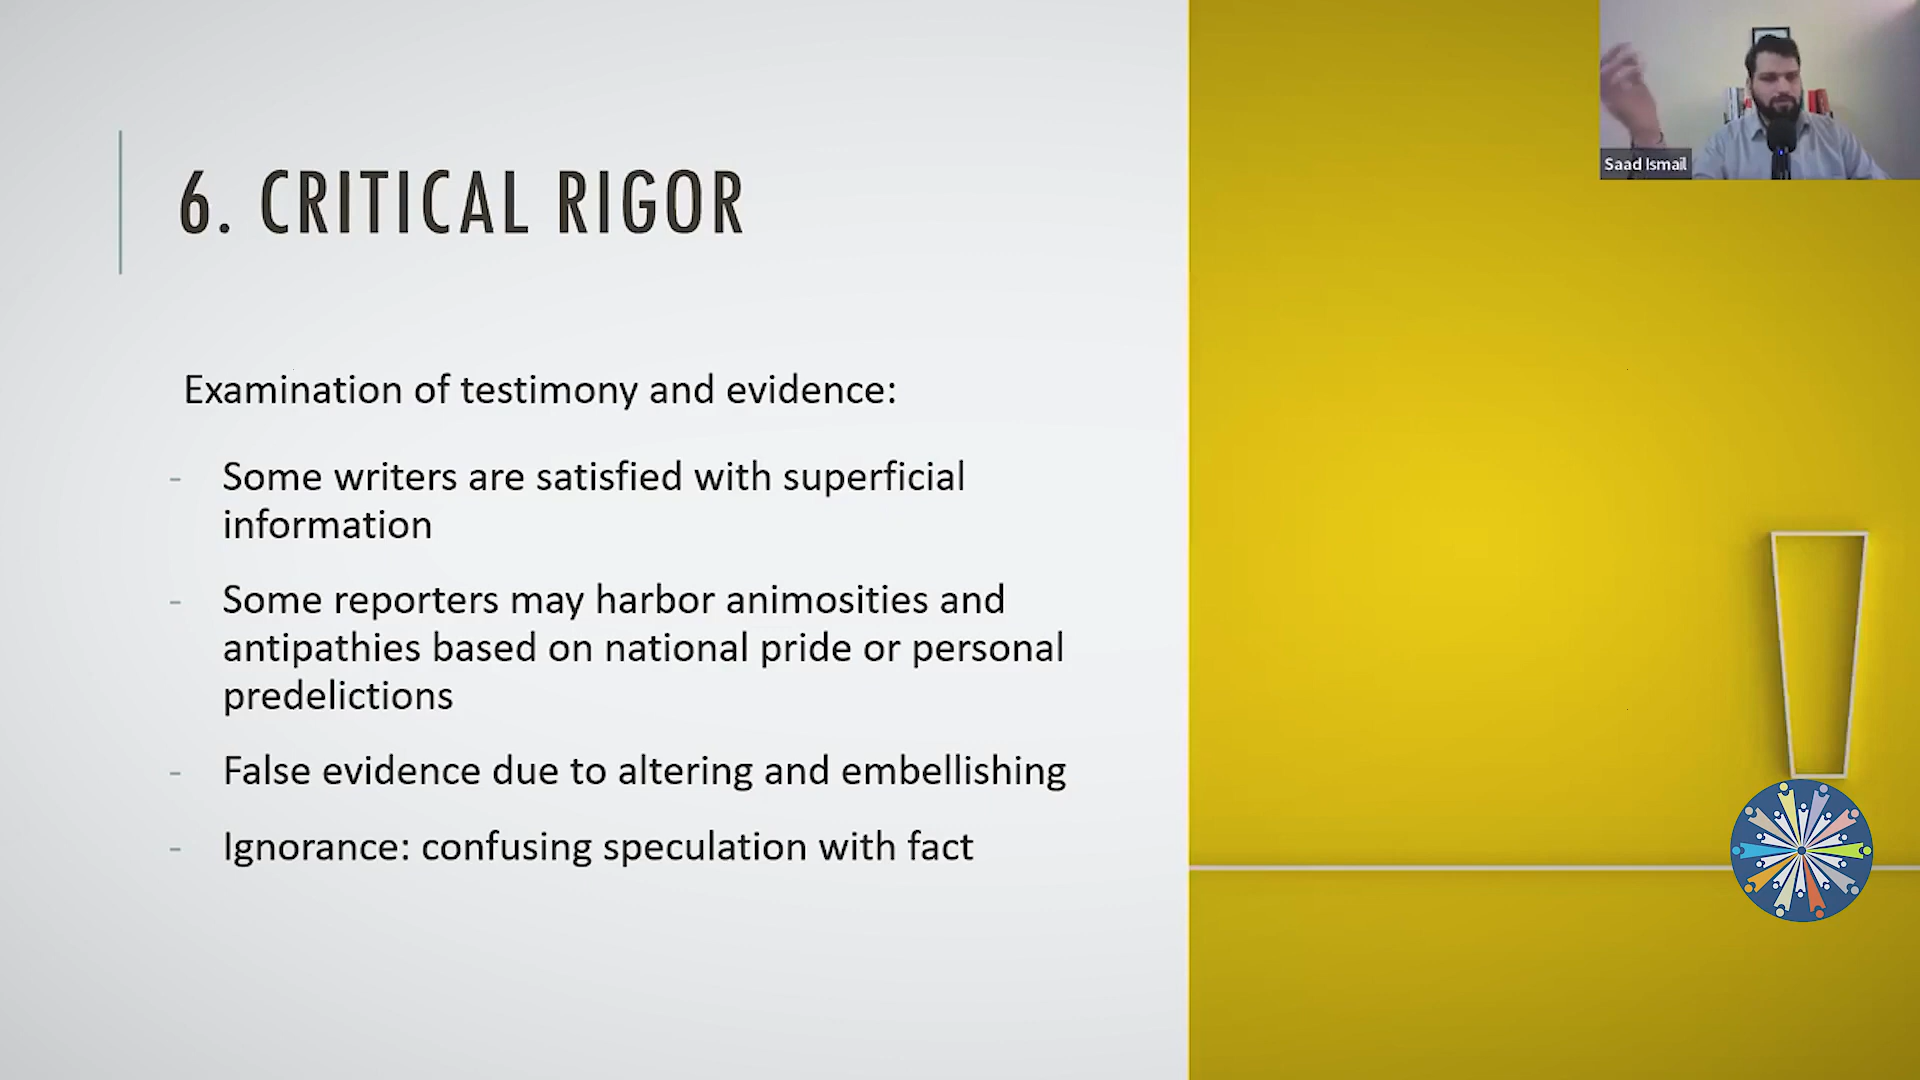 Saad Ismail
6. CRITICAL RIGOR
Examination of testimony and evidence:
- Some writers are satisfied with superficial
information
- Some reporters may harbor animosities and
antipathies based on national pride or personal
predelictions
- False evidence due to altering and embellishing
- Ignorance: confusing speculation with fact